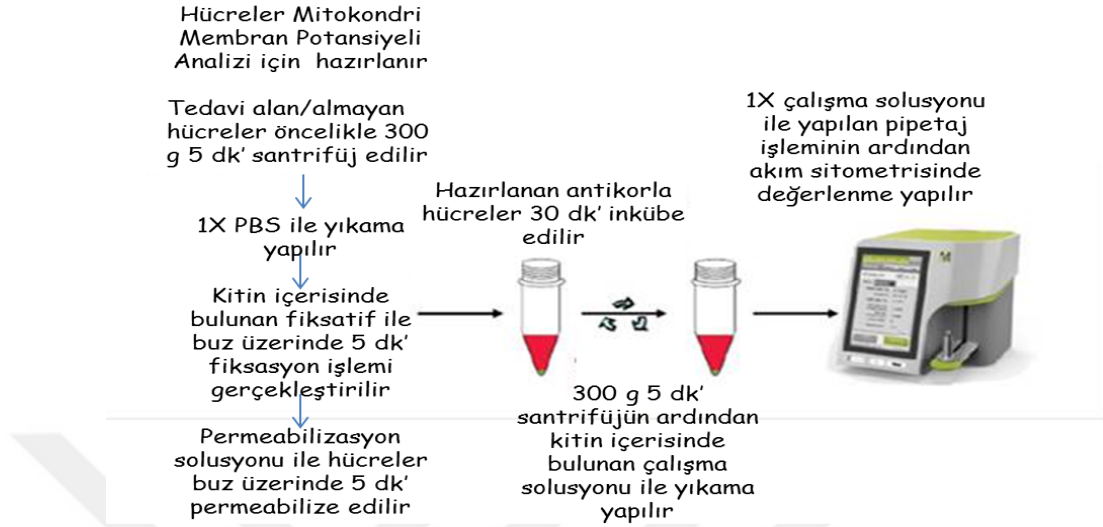 Hücreler Mitokondri
Membran Potansiyeli
Analizi için hazırlanır
Tedavi alan/almayan
hücreler öncelikle 300
g 5 dk' santrifüj edilir
1X PBS ile yıkama
yapılır
Kitin içerisinde
bulunan fiksatif ile
buz üzerinde 5 dk'
fiksasyon işlemi
gerçekleştirilir
Permeabilizasyon
solusyonu ile hücreler
buz üzerinde 5 dk'
permeabilize edilir
Hazırlanan antikorla
hücreler 30 dk' inkübe
edilir
300 g 5 dk'
santrifüjün ardından
kitin içerisinde
bulunan çalışma
solusyonu ile yıkama
yapılır
1X çalışma solusyonu
ile yapılan pipetaj
işleminin ardından
akım sitometrisinde
değerlenme yapılır